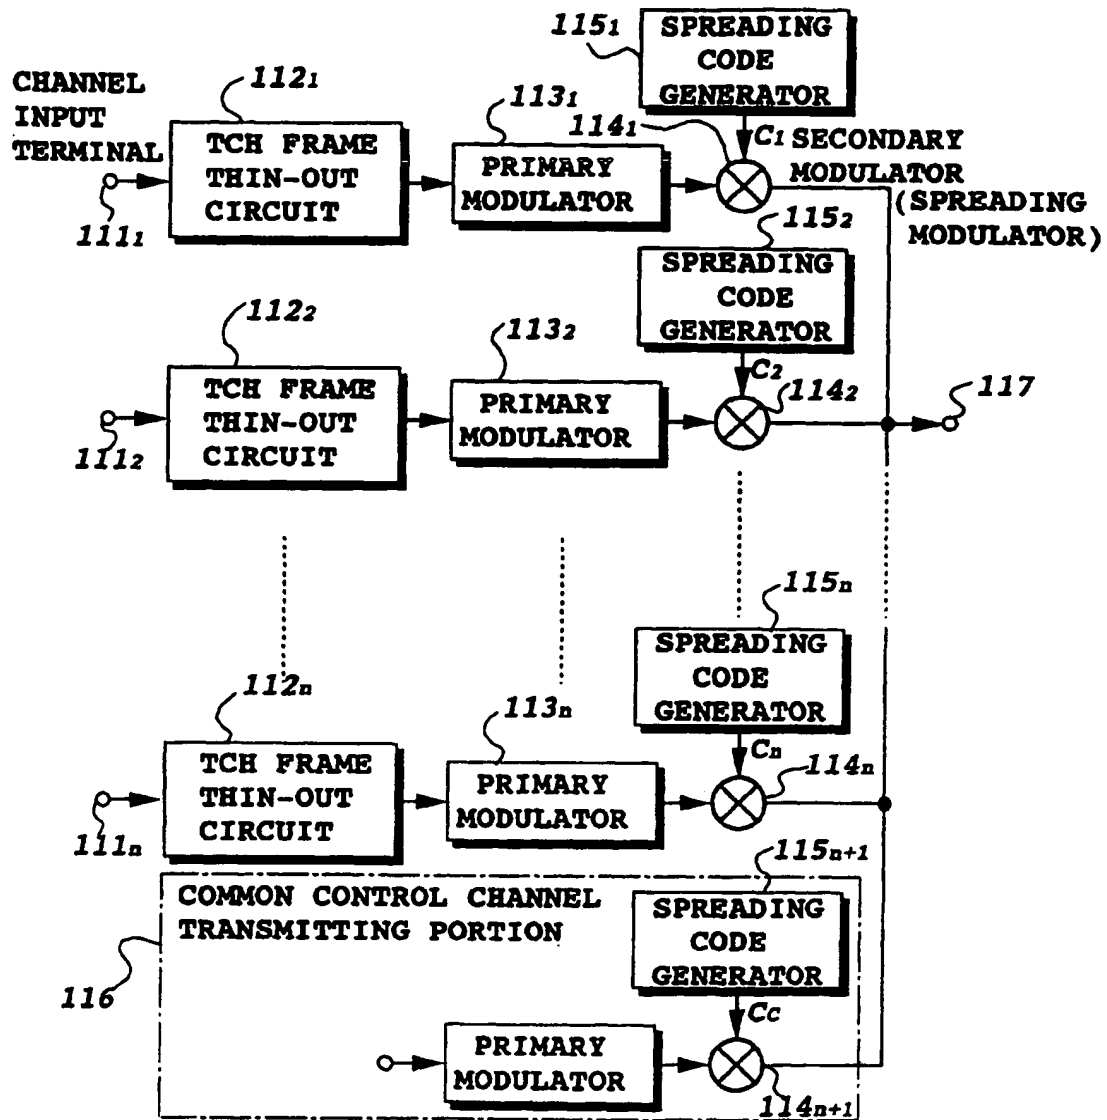 115₁
SPREADING
CODE
GENERATOR
CHANNEL
INPUT
TERMINAL
112₁
113₁
114₁
C₁
SECONDARY
MODULATOR
(SPREADING
MODULATOR)
TCH FRAME
THIN-OUT
CIRCUIT
PRIMARY
MODULATOR
111₁
115₂
SPREADING
CODE
GENERATOR
112₂
113₂
C₂
114₂
117
TCH FRAME
THIN-OUT
CIRCUIT
PRIMARY
MODULATOR
111₂
115n
SPREADING
CODE
GENERATOR
112n
113n
Cn
114n
TCH FRAME
THIN-OUT
CIRCUIT
PRIMARY
MODULATOR
111n
115n+1
COMMON CONTROL CHANNEL
TRANSMITTING PORTION
SPREADING
CODE
GENERATOR
116
Cc
PRIMARY
MODULATOR
114n+1